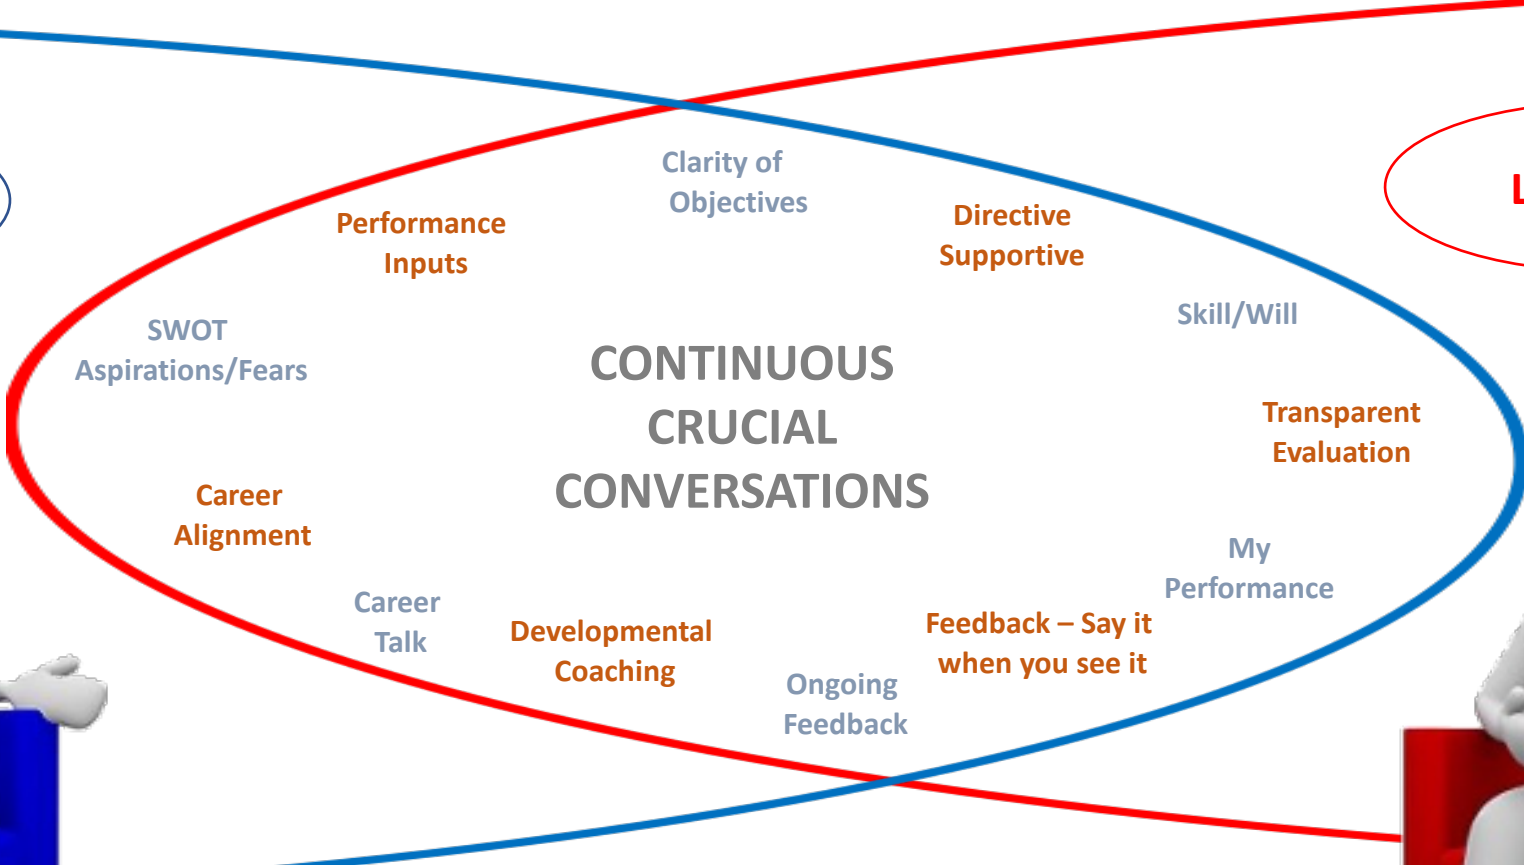 Clarity of
Objectives
Performance
Inputs
Directive
Supportive
Skill/Will
SWOT
Aspirations/Fears
CONTINUOUS
CRUCIAL
CONVERSATIONS
Transparent
Evaluation
Career
Alignment
My
Performance
Career
Talk
Developmental
Coaching
Feedback – Say it
when you see it
Ongoing
Feedback